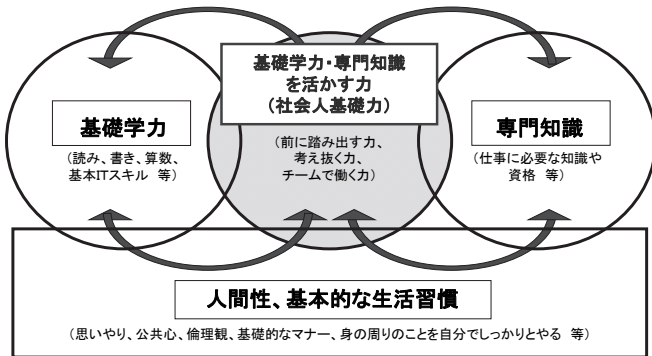 基礎学力・専門知識
を活かす力
(社会人基礎力)
基礎学力
(読み、書き、算数、
基本ITスキル 等)
(前に踏み出す力、
考え抜く力、
チームで働く力)
専門知識
(仕事に必要な知識や
資格 等)
人間性、基本的な生活習慣
(思いやり、公共心、倫理観、基礎的なマナー、身の周りのことを自分でしっかりとやる 等)